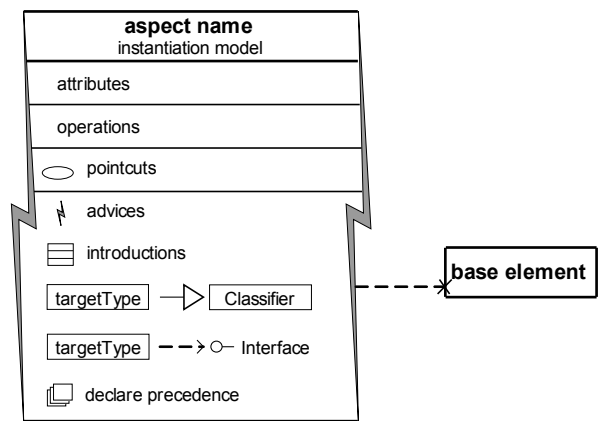 aspect name
instantiation model
attributes
operations
pointcuts
advices
introductions
targetType Classifier
targetType Interface
declare precedence
base element